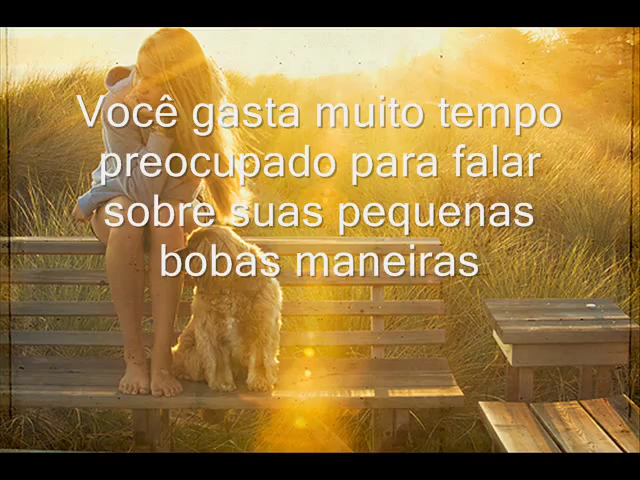 Você gasta muito tempo
preocupado para falar
sobre suas pequenas
bobas maneiras